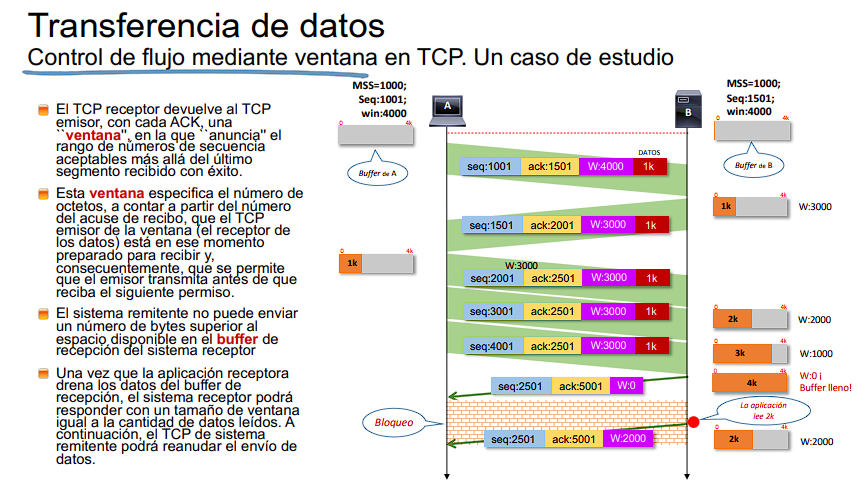 Transferencia de datos
Control de flujo mediante ventana en TCP. Un caso de estudio
El TCP receptor devuelve al TCP
emisor, con cada ACK, una
``ventana'', en la que ``anuncia'' el
rango de números de secuencia
aceptables más allá del último
segmento recibido con éxito.
Esta ventana especifica el número de
octetos, a contar a partir del número
del acuse de recibo, que el TCP
emisor de la ventana (el receptor de
los datos) está en ese momento
preparado para recibir y,
consecuentemente, que se permite
que el emisor transmita antes de que
reciba el siguiente permiso.
El sistema remitente no puede enviar
un número de bytes superior al
espacio disponible en el buffer de
recepción del sistema receptor
Una vez que la aplicación receptora
drena los datos del buffer de
recepción, el sistema receptor podrá
responder con un tamaño de ventana
igual a la cantidad de datos leídos. A
continuación, el TCP de sistema
remitente podrá reanudar el envío de
datos.
MSS=1000;
Seq:1001;
win:4000
0 4k
Buffer de A
A
B
MSS=1000;
Seq:1501;
win:4000
0 4k
Buffer de B
DATOS
seq:1001 ack:1501 W:4000 1k
0 4k
1k W:3000
seq:1501 ack:2001 W:3000 1k
0 4k
1k
W:3000
seq:2001 ack:2501 W:3000 1k
seq:3001 ack:2501 W:3000 1k
0 4k
2k W:2000
seq:4001 ack:2501 W:3000 1k
0 4k
3k W:1000
seq:2501 ack:5001 W:0
0 4k
4k
W:0 ¡
Buffer lleno!
Bloqueo
La aplicación
lee 2k
seq:2501 ack:5001 W:2000
0 4k
2k W:2000